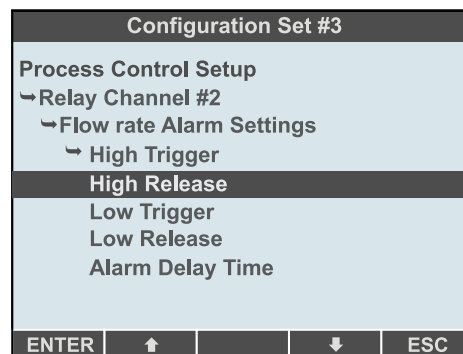 Configuration Set #3
Process Control Setup
➥Relay Channel #2
➥Flow rate Alarm Settings
➥ High Trigger
High Release
Low Trigger
Low Release
Alarm Delay Time
ENTER ⬆ ⬇ ESC